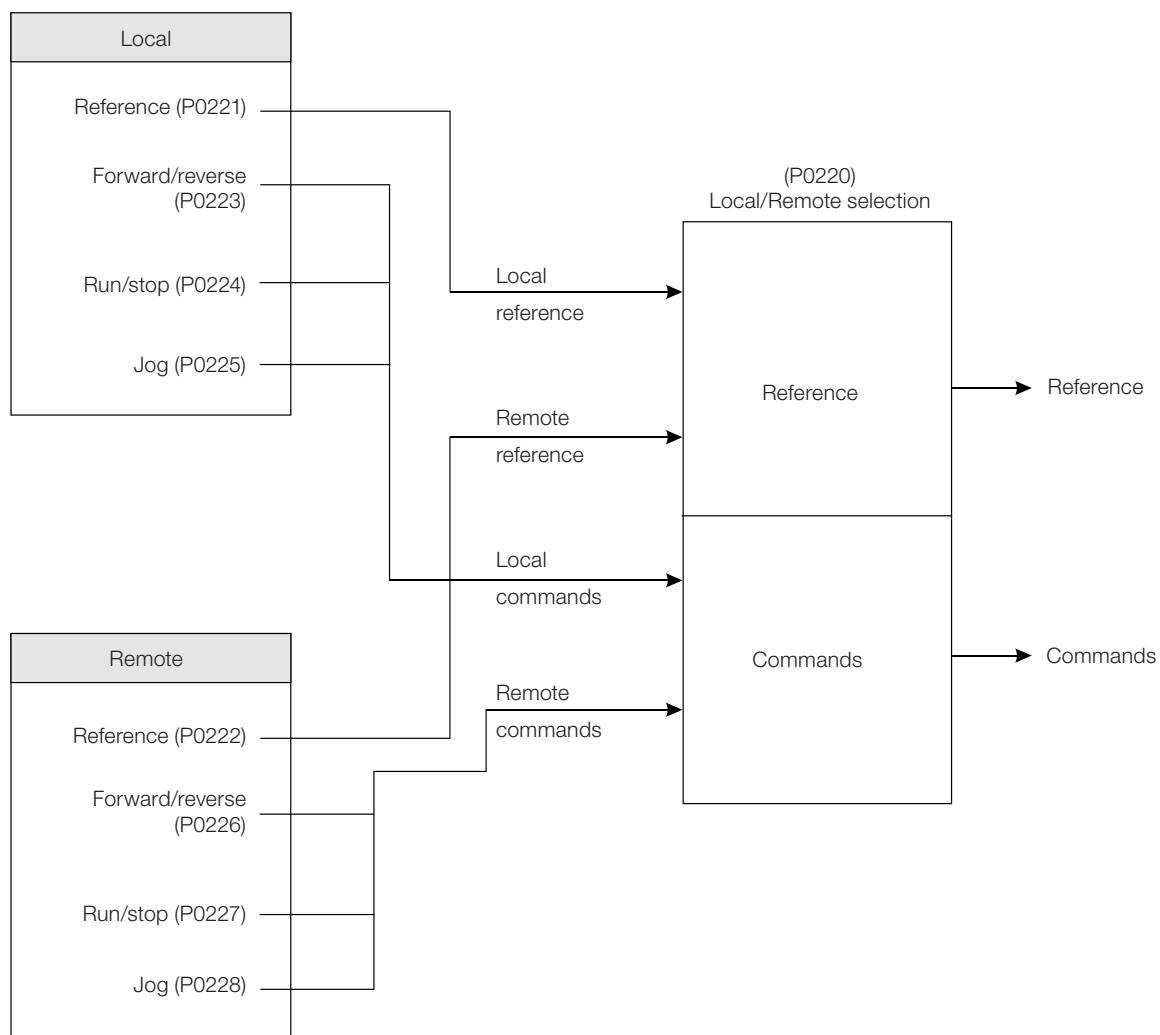 Local
Reference (P0221)
Forward/reverse
(P0223)
Run/stop (P0224)
Jog (P0225)
(P0220)
Local/Remote selection
Local
reference
Remote
reference
Reference
Reference
Local
commands
Remote
commands
Commands
Commands
Remote
Reference (P0222)
Forward/reverse
(P0226)
Run/stop (P0227)
Jog (P0228)